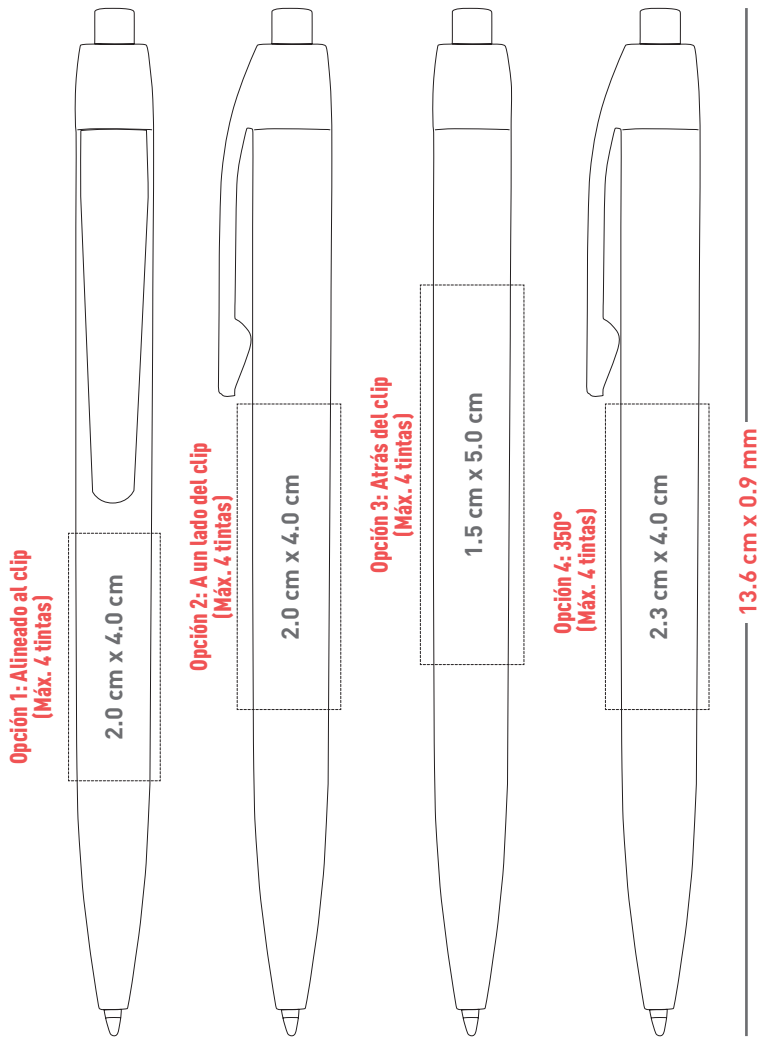 Opción 1: Alineado al clip
(Máx. 4 tintas)
2.0 cm x 4.0 cm
Opción 2: A un lado del clip
(Máx. 4 tintas)
2.0 cm x 4.0 cm
Opción 3: Atrás del clip
(Máx. 4 tintas)
1.5 cm x 5.0 cm
Opción 4: 350°
(Máx. 4 tintas)
2.3 cm x 4.0 cm
13.6 cm x 0.9 mm